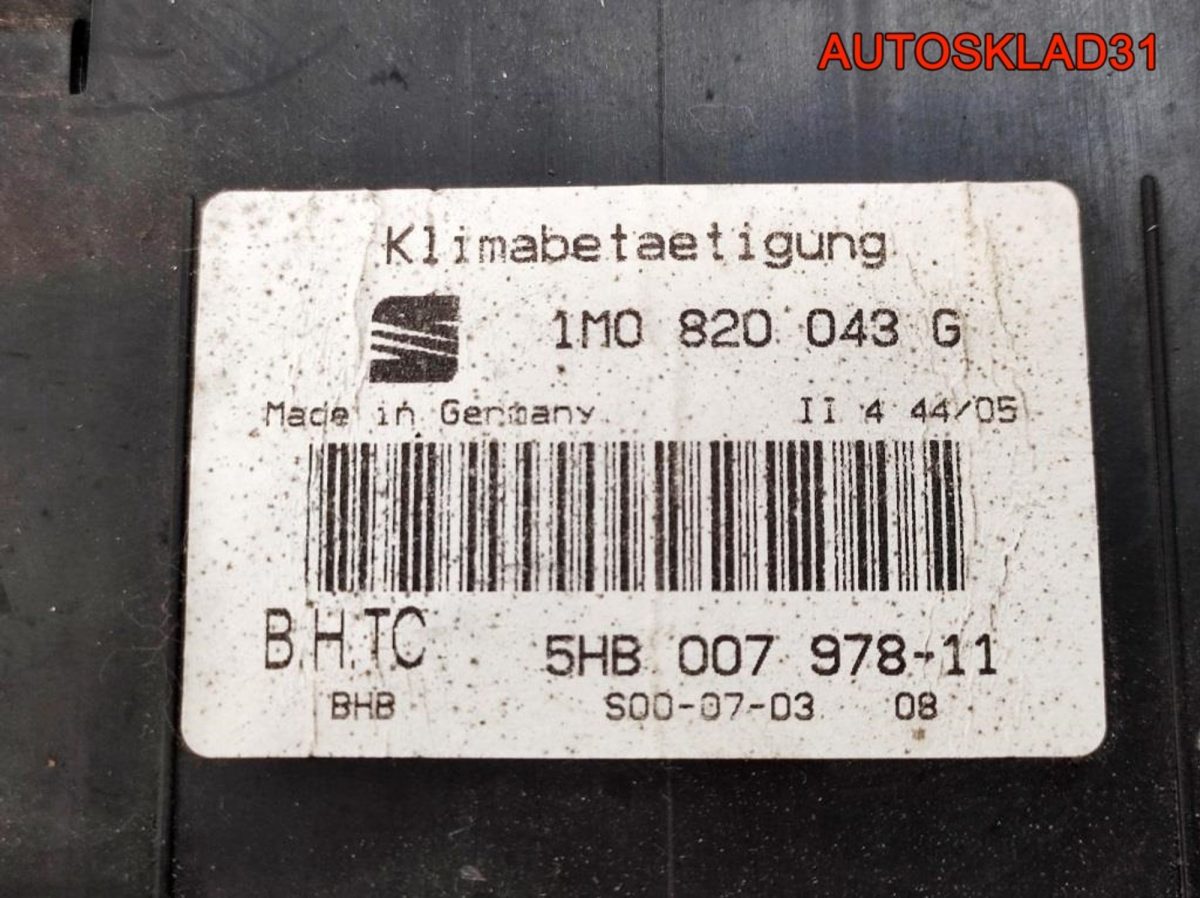 AUTOSKLAD31
Klimabetaetigung
1M0 820 043 G
Made in Germany II 4 44/05
B.H.TC 5HB 007 978-11
BHB S00-07-03 08